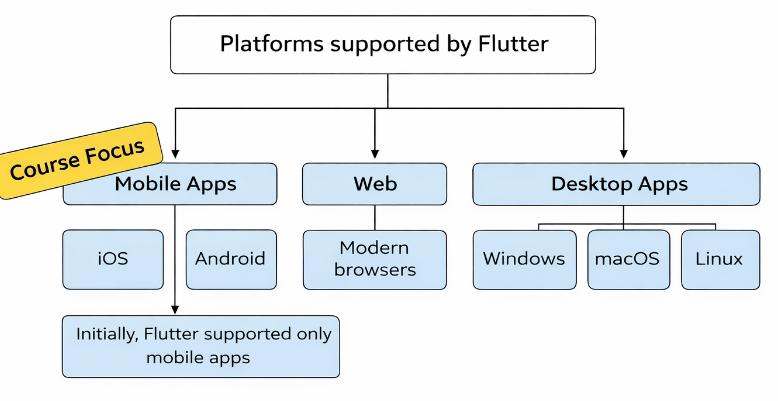 Platforms supported by Flutter
Course Focus
Mobile Apps
Web
Desktop Apps
iOS
Android
Modern
browsers
Windows
macOS
Linux
Initially, Flutter supported only
mobile apps